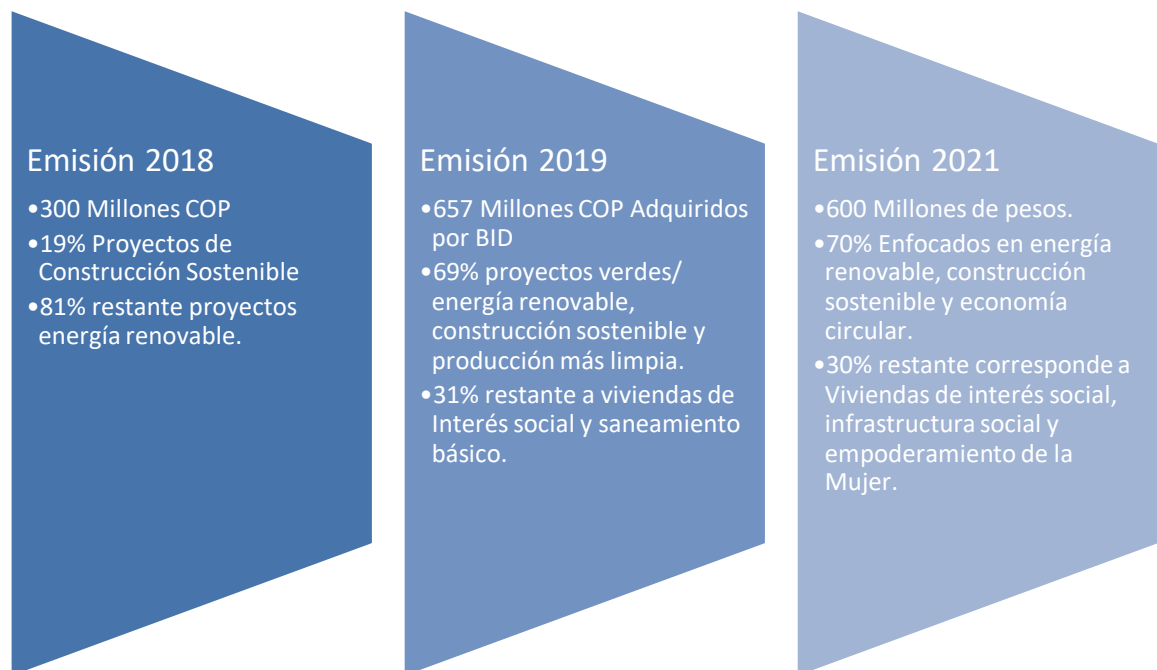 Emisión 2018
•300 Millones COP
•19% Proyectos de
Construcción Sostenible
•81% restante proyectos
energía renovable.
Emisión 2019
•657 Millones COP Adquiridos
por BID
•69% proyectos verdes/
energía renovable,
construcción sostenible y
producción más limpia.
•31% restante a viviendas de
Interés social y saneamiento
básico.
Emisión 2021
•600 Millones de pesos.
•70% Enfocados en energía
renovable, construcción
sostenible y economía
circular.
•30% restante corresponde a
Viviendas de interés social,
infrastructura social y
empoderamiento de la
Mujer.